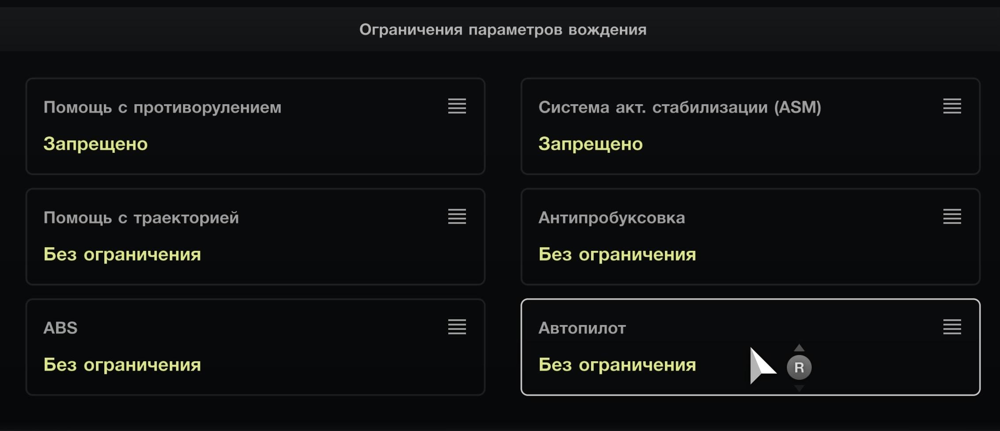 Ограничения параметров вождения
Помощь с противорулением
Запрещено
Система акт. стабилизации (ASM)
Запрещено
Помощь с траекторией
Без ограничения
Антипробуксовка
Без ограничения
ABS
Без ограничения
Автопилот
Без ограничения
R